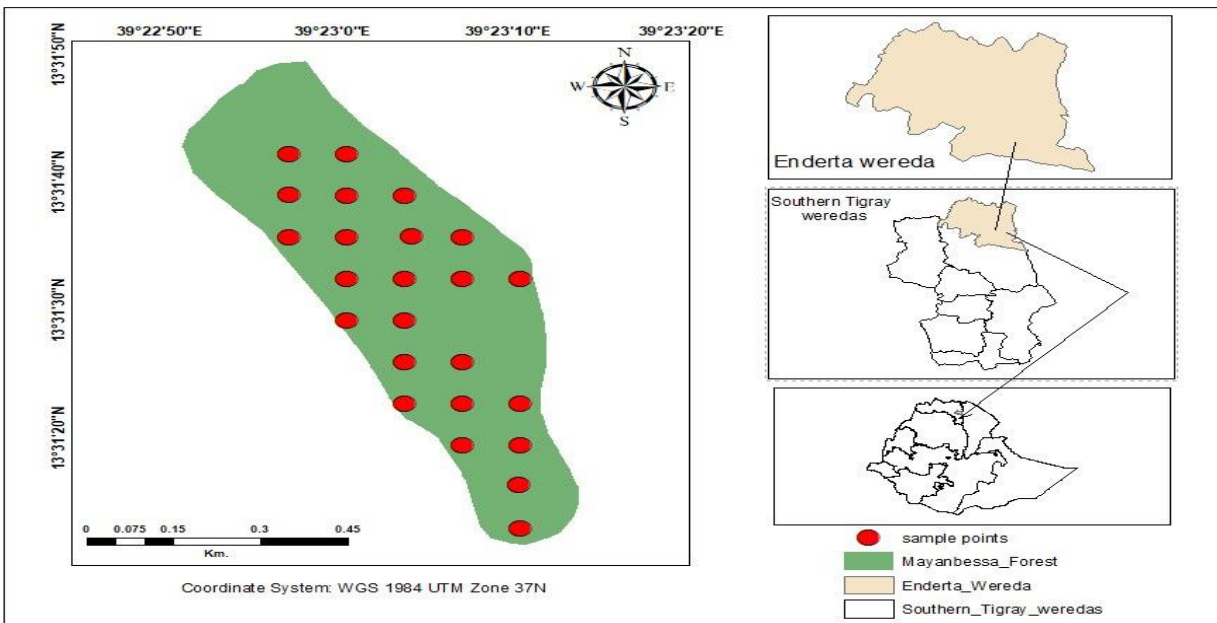 39°22'50"E 39°23'0"E 39°23'10"E 39°23'20"E
13°31'50"N
13°31'40"N
13°31'30"N
13°31'20"N
N
W E
S
0 0.075 0.15 0.3 0.45
Km.
Coordinate System: WGS 1984 UTM Zone 37N
Enderta wereda
Southern Tigray
weredas
sample points
Mayanbessa_Forest
Enderta_Wereda
Southern_Tigray_weredas